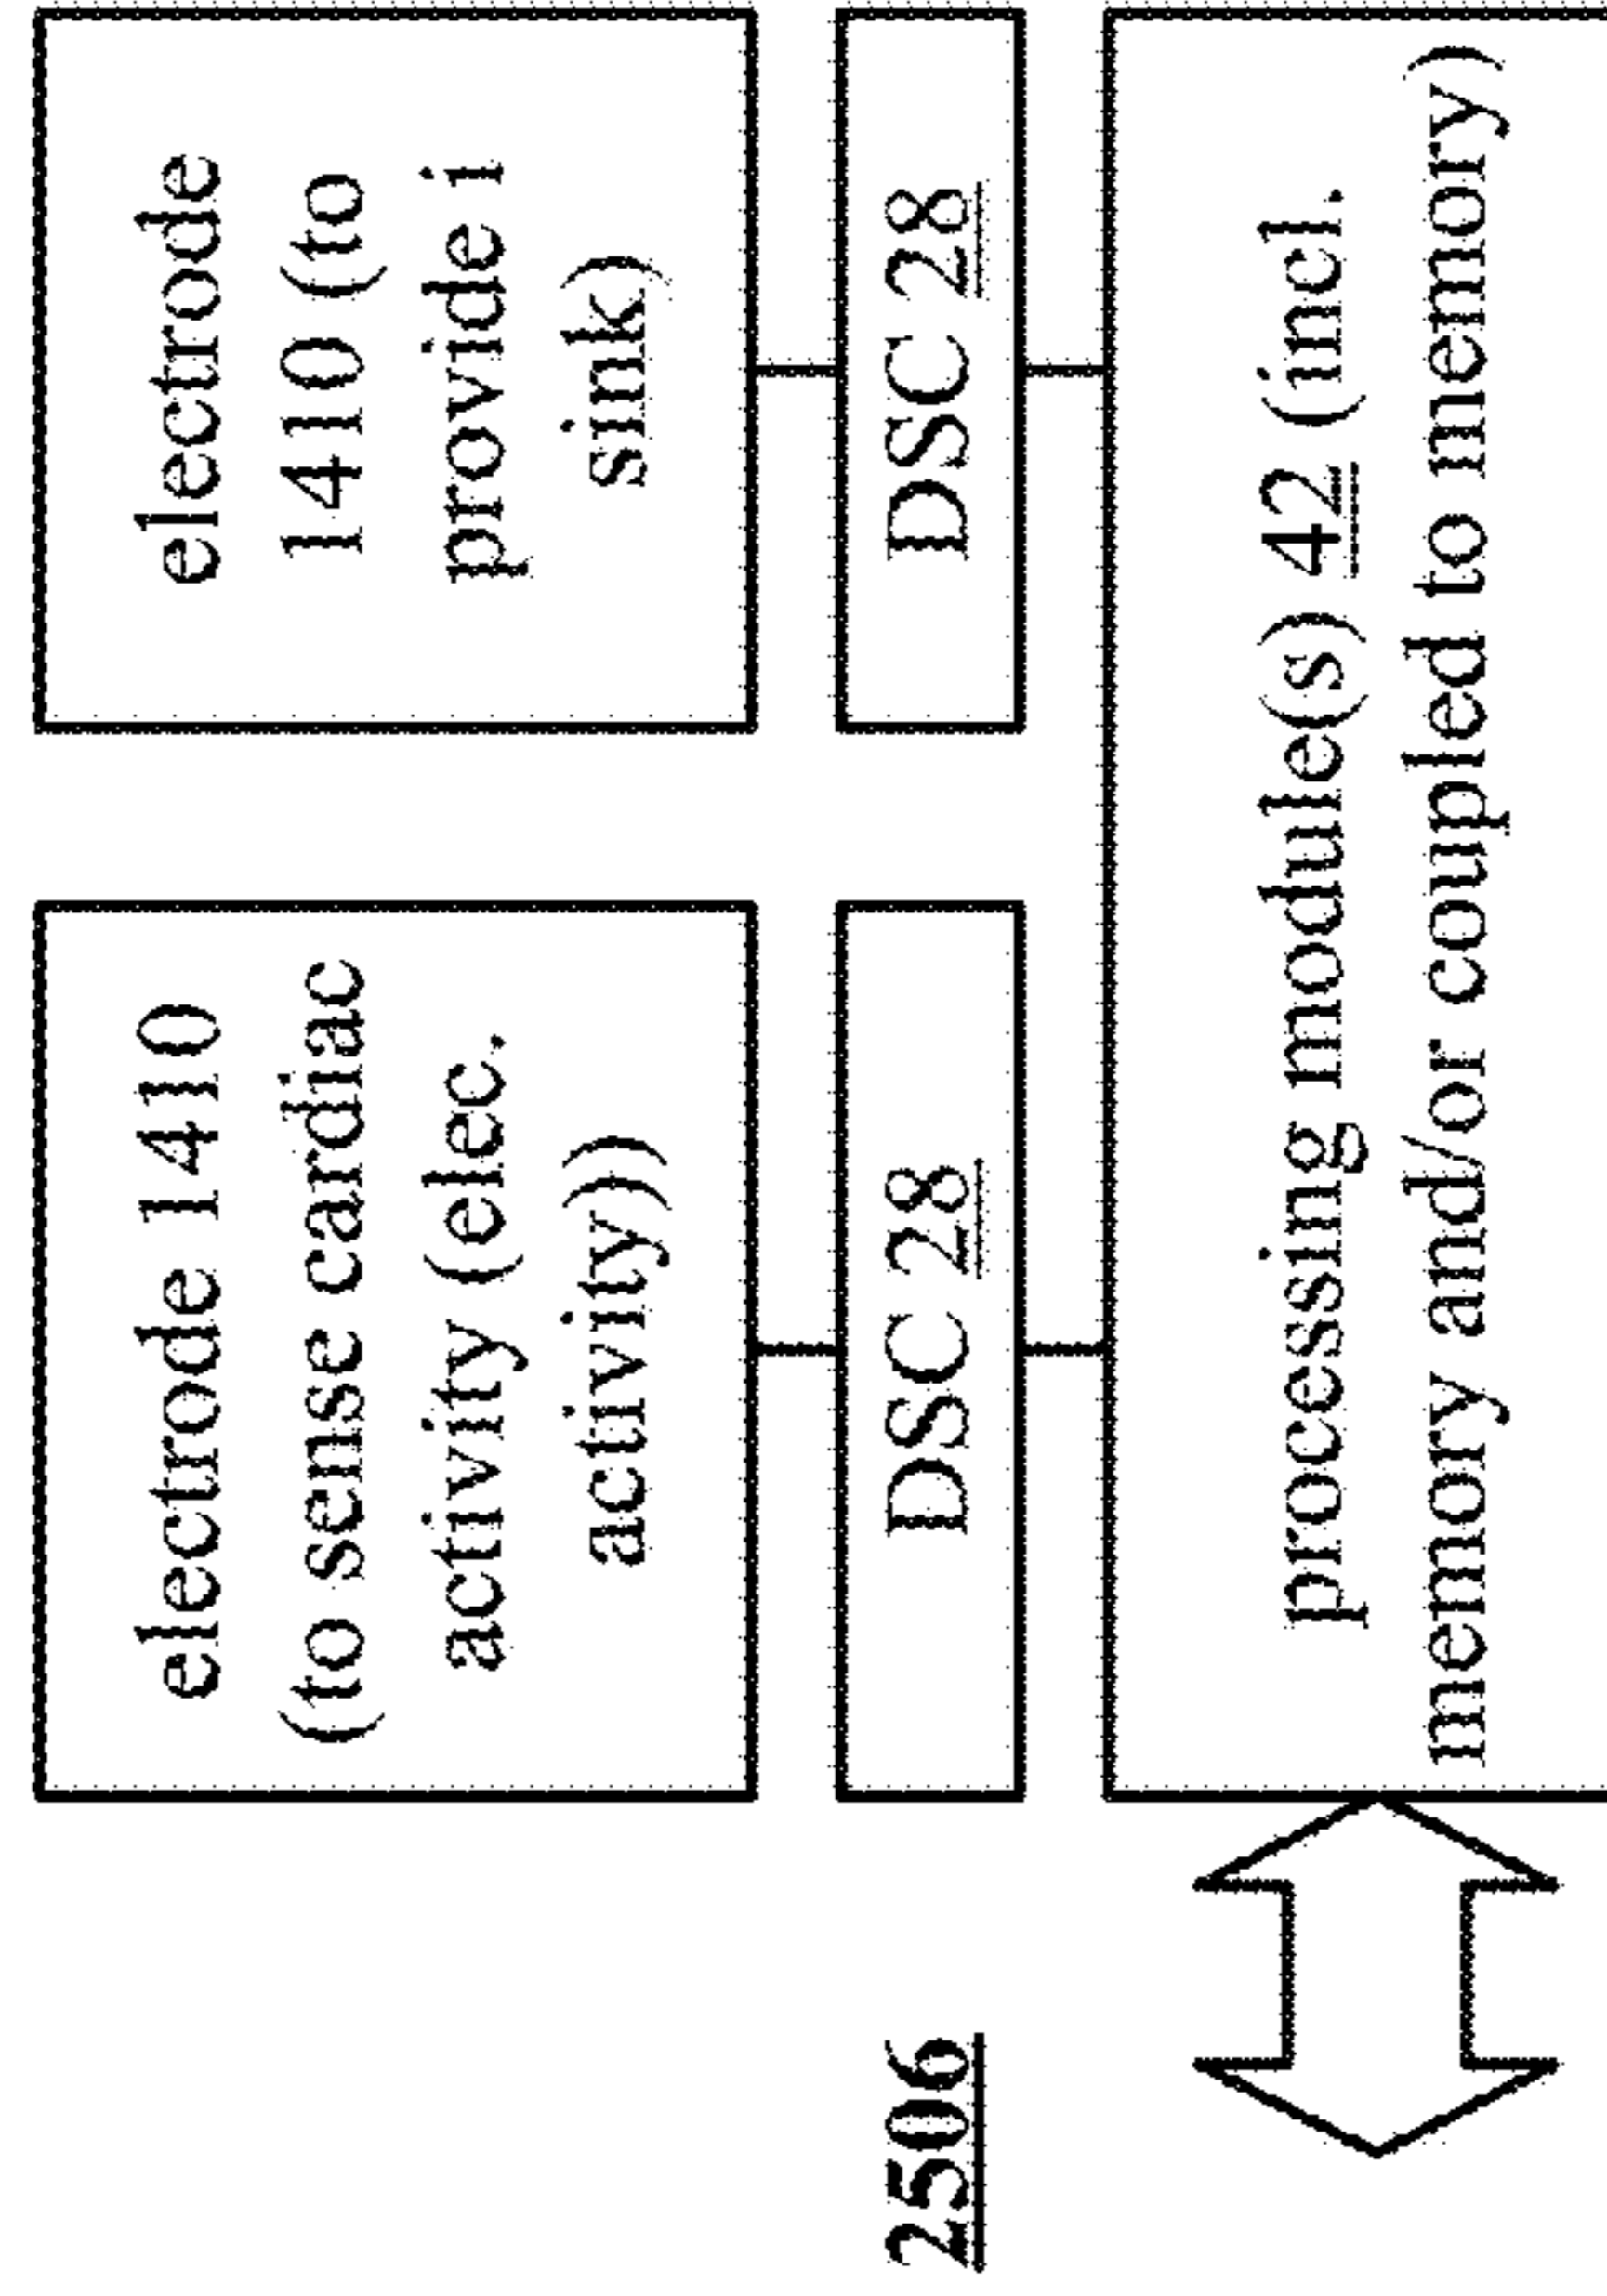 electrode 1410
(to sense cardiac
activity (elec.
activity))
electrode
1410 (to
provide i
sink)
DSC 28
DSC 28
2506
processing module(s) 42 (incl.
memory and/or coupled to memory)